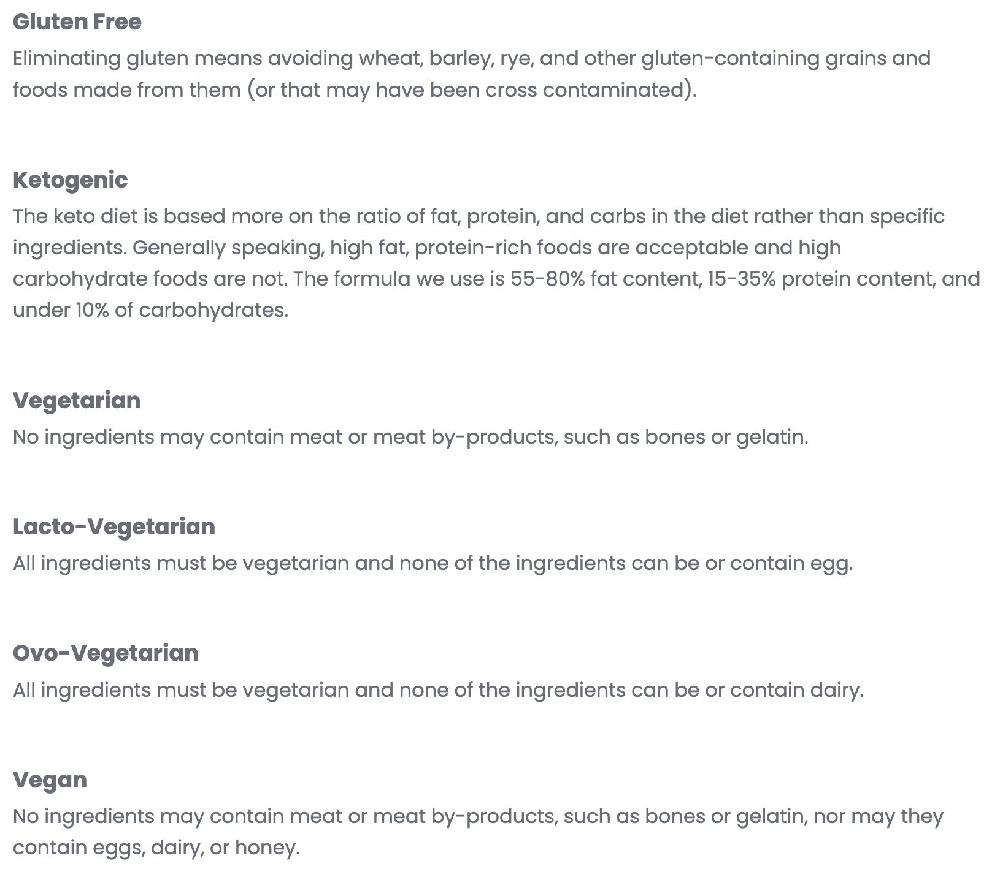 Gluten Free
Eliminating gluten means avoiding wheat, barley, rye, and other gluten-containing grains and
foods made from them (or that may have been cross contaminated).
Ketogenic
The keto diet is based more on the ratio of fat, protein, and carbs in the diet rather than specific
ingredients. Generally speaking, high fat, protein-rich foods are acceptable and high
carbohydrate foods are not. The formula we use is 55-80% fat content, 15-35% protein content, and
under 10% of carbohydrates.
Vegetarian
No ingredients may contain meat or meat by-products, such as bones or gelatin.
Lacto-Vegetarian
All ingredients must be vegetarian and none of the ingredients can be or contain egg.
Ovo-Vegetarian
All ingredients must be vegetarian and none of the ingredients can be or contain dairy.
Vegan
No ingredients may contain meat or meat by-products, such as bones or gelatin, nor may they
contain eggs, dairy, or honey.